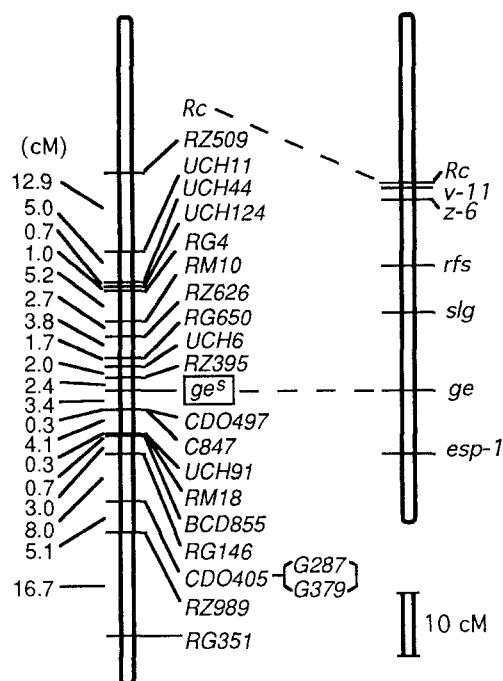 (cM)
12.9
5.0
0.7
1.0
5.2
2.7
3.8
1.7
2.0
2.4
3.4
0.3
4.1
0.3
0.7
3.0
8.0
5.1
16.7
Rc
RZ509
UCH11
UCH44
UCH124
RG4
RM10
RZ626
RG650
UCH6
RZ395
ge^s
CDO497
C847
UCH91
RM18
BCD855
RG146
CDO405
G287
G379
RZ989
RG351
Rc
v-11
z-6
rfs
slg
ge
esp-1
10 cM